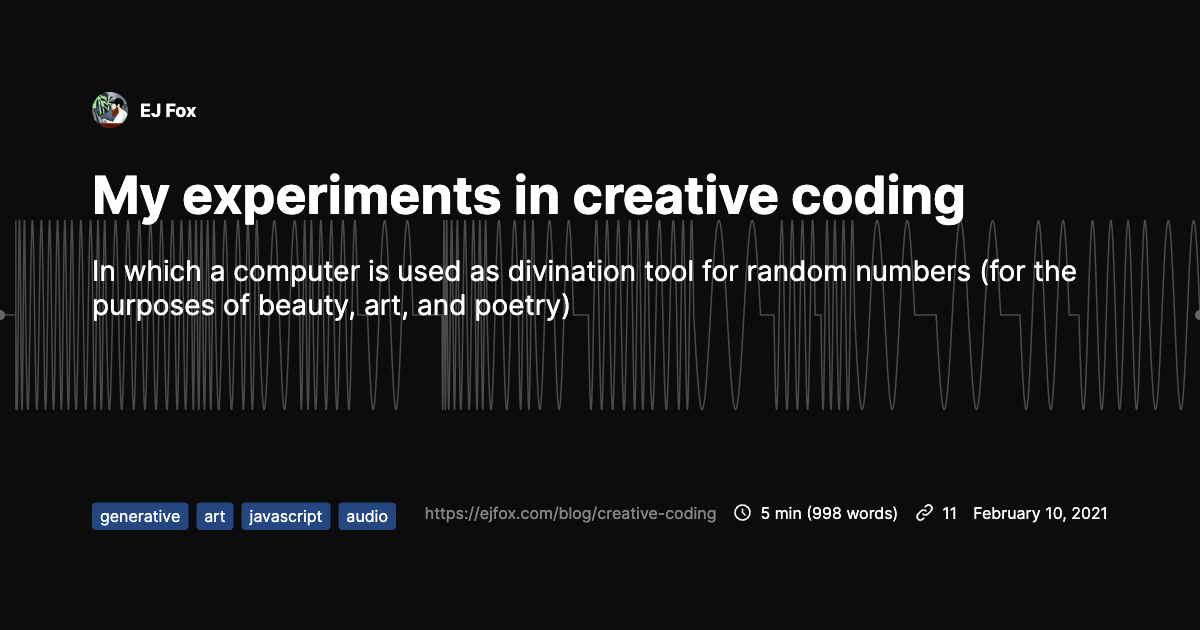 EJ Fox
My experiments in creative coding
In which a computer is used as divination tool for random numbers (for the
purposes of beauty, art, and poetry)
generative art javascript audio https://ejfox.com/blog/creative-coding 5 min (998 words) 11 February 10, 2021